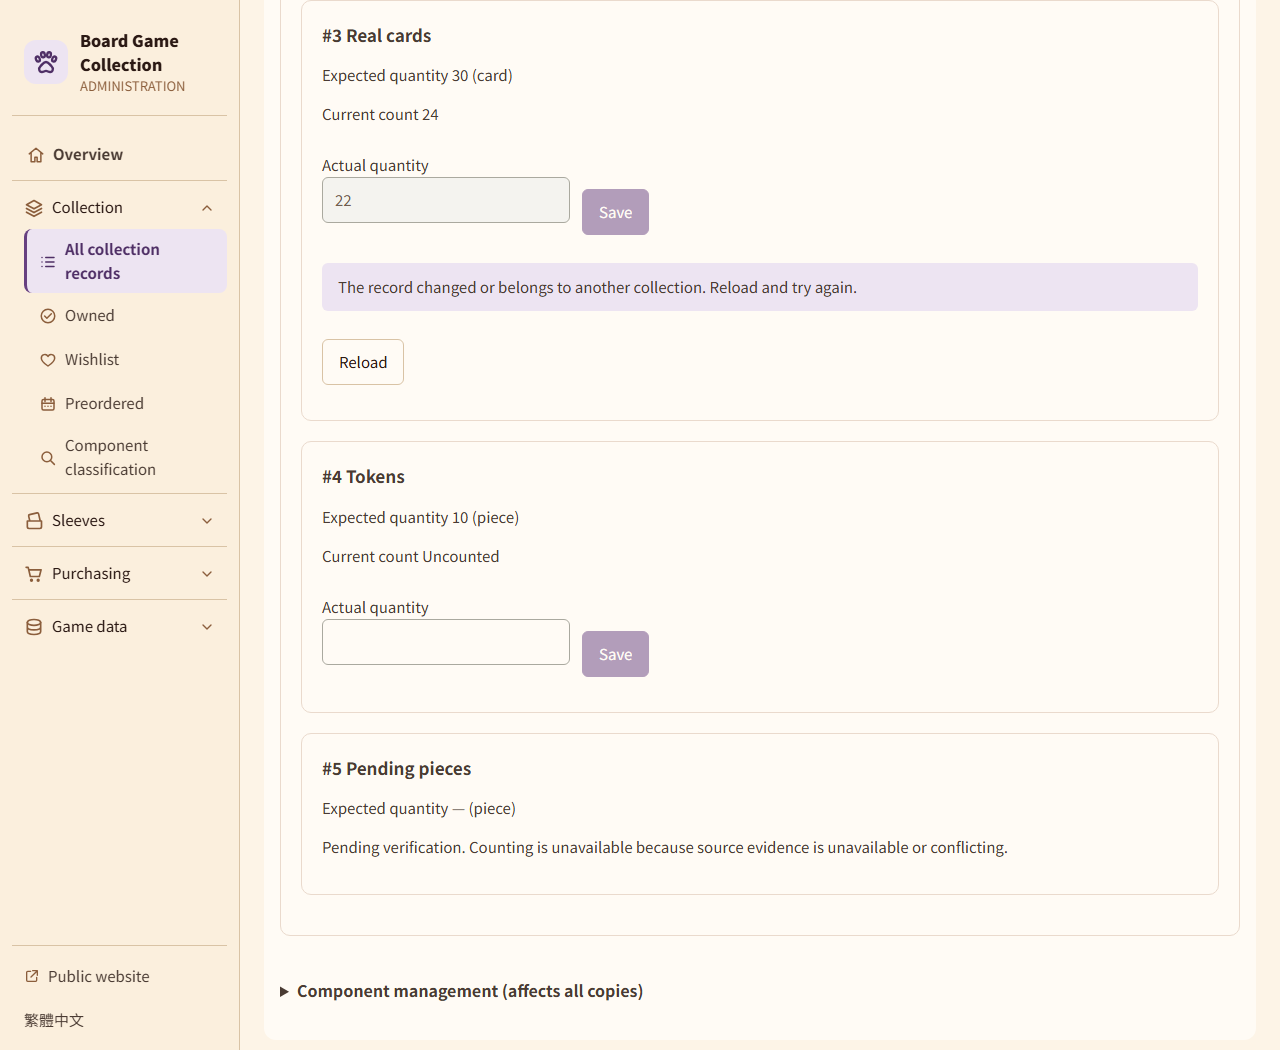 Board Game
Collection
ADMINISTRATION
Overview
Collection
All collection
records
Owned
Wishlist
Preordered
Component
classification
Sleeves
Purchasing
Game data
Public website
繁體中文
#3 Real cards
Expected quantity 30 (card)
Current count 24
Actual quantity
22
Save
The record changed or belongs to another collection. Reload and try again.
Reload
#4 Tokens
Expected quantity 10 (piece)
Current count Uncounted
Actual quantity
Save
#5 Pending pieces
Expected quantity — (piece)
Pending verification. Counting is unavailable because source evidence is unavailable or conflicting.
Component management (affects all copies)